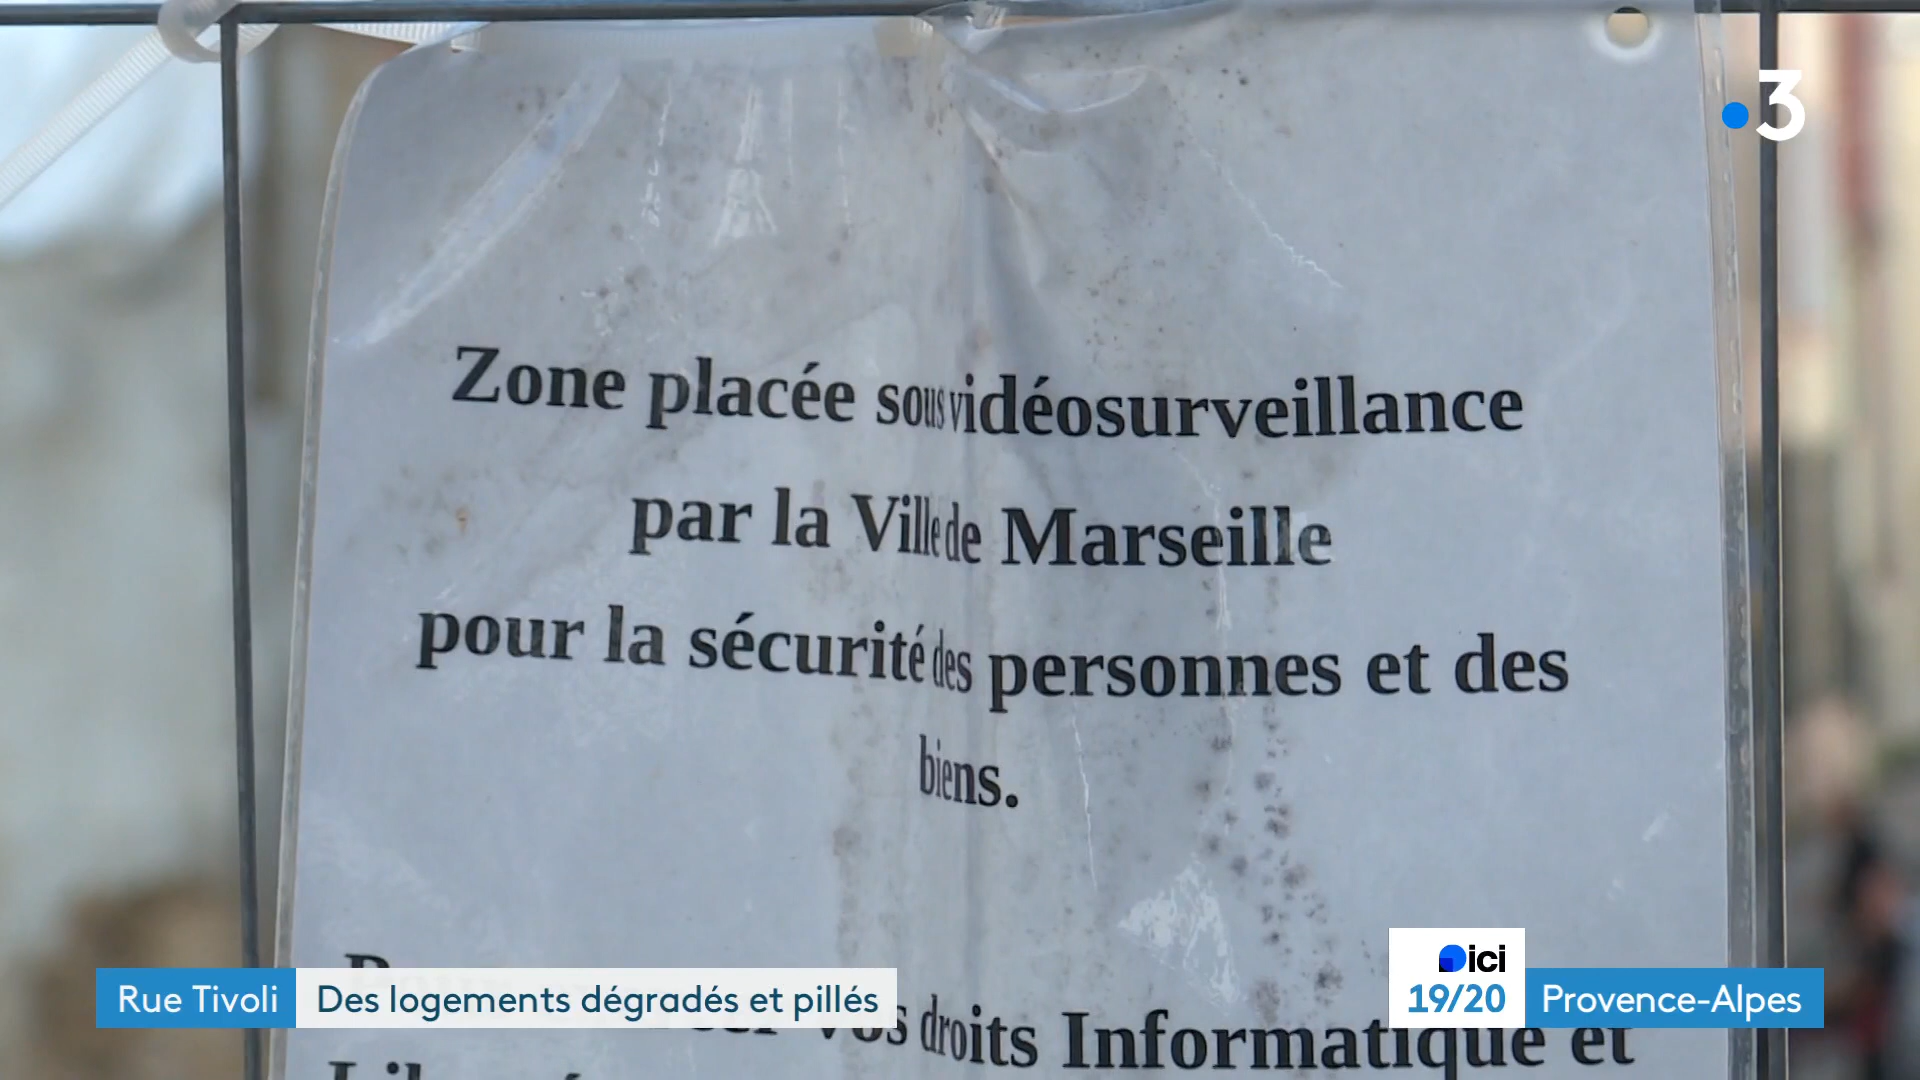 3
Zone placée sous vidéosurveillance
par la Ville de Marseille
pour la sécurité des personnes et des
biens.
vos droits Informatique et
Rue Tivoli
Des logements dégradés et pillés
ici
19/20
Provence-Alpes